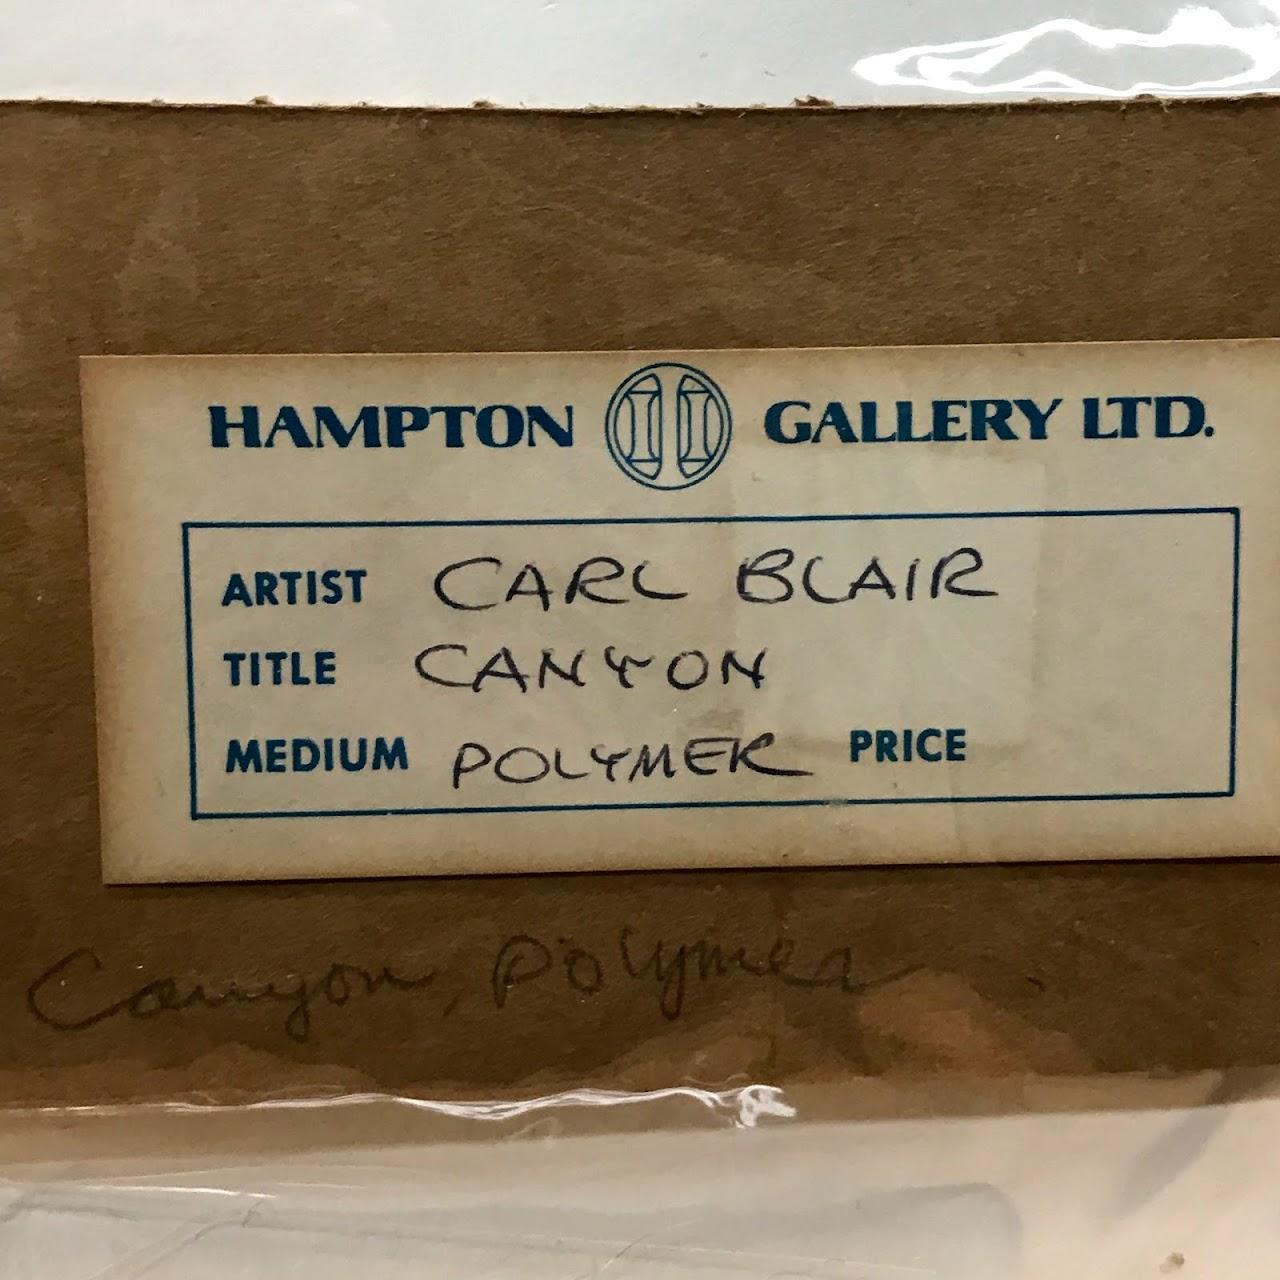 HAMPTON GALLERY LTD.
ARTIST CARL BLAIR
TITLE CANYON
MEDIUM POLYMER PRICE
Canyon, Polymer